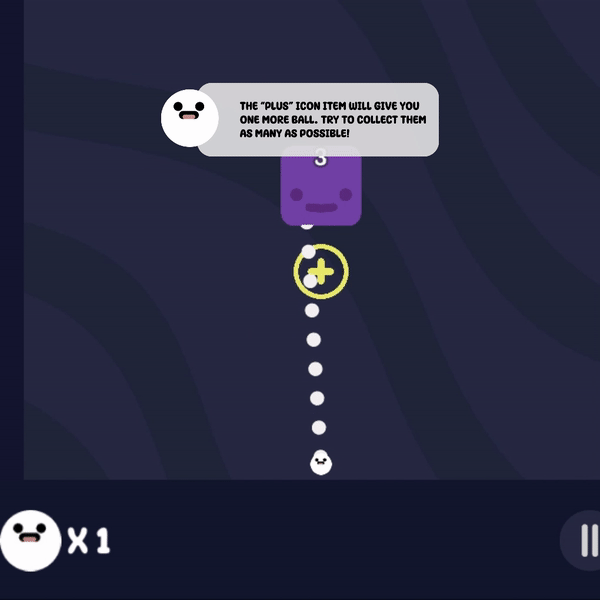 THE "PLUS" ICON ITEM WILL GIVE YOU
ONE MORE BALL. TRY TO COLLECT THEM
AS MANY AS POSSIBLE!
3
X 1